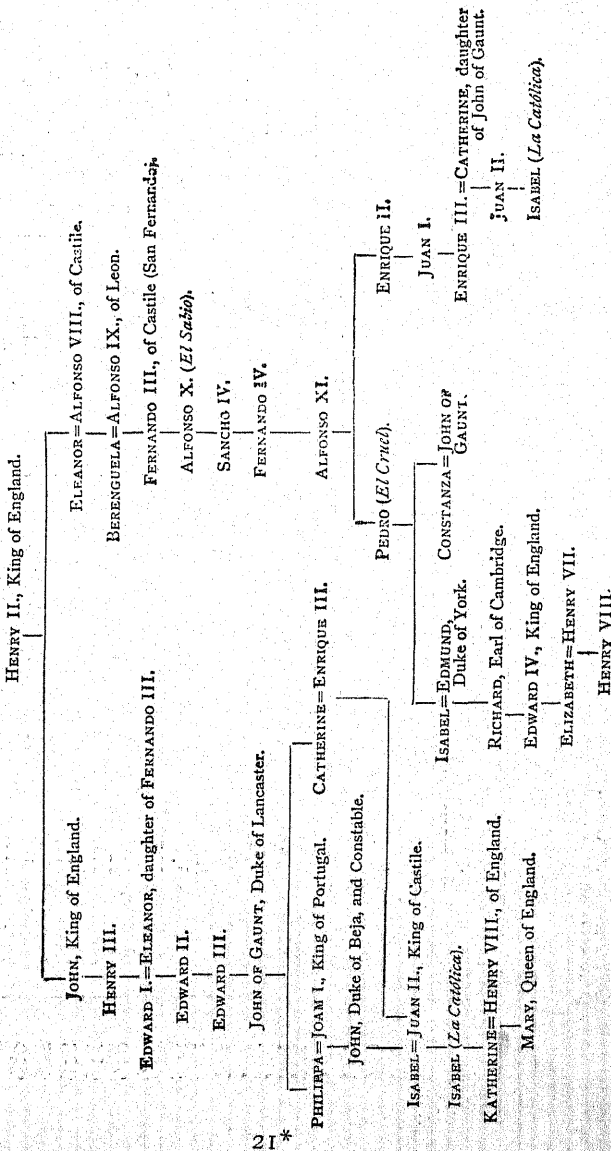 HENRY II., King of England.
JOHN, King of England.
HENRY III.
EDWARD I.=ELEANOR, daughter of FERNANDO III.
EDWARD II.
EDWARD III.
JOHN OF GAUNT, Duke of Lancaster.
PHILIPPA=JOAM I., King of Portugal. CATHERINE=ENRIQUE III.
JOHN, Duke of Beja, and Constable.
ISABEL=JUAN II., King of Castile.
ISABEL (La Católica).
KATHERINE=HENRY VIII., of England.
MARY, Queen of England.
ELEANOR=ALFONSO VIII., of Castile.
BERENGUELA=ALFONSO IX., of Leon.
FERNANDO III., of Castile (San Fernando).
ALFONSO X. (El Sabio).
SANCHO IV.
FERNANDO IV.
ALFONSO XI.
PEDRO (El Cruel).
ISABEL=EDMUND,
Duke of York.
RICHARD, Earl of Cambridge.
EDWARD IV., King of England.
ELIZABETH=HENRY VII.
HENRY VIII.
CONSTANZA=JOHN OF
GAUNT.
ENRIQUE II.
JUAN I.
ENRIQUE III.=CATHERINE, daughter
of John of Gaunt.
JUAN II.
ISABEL (La Católica).
21*